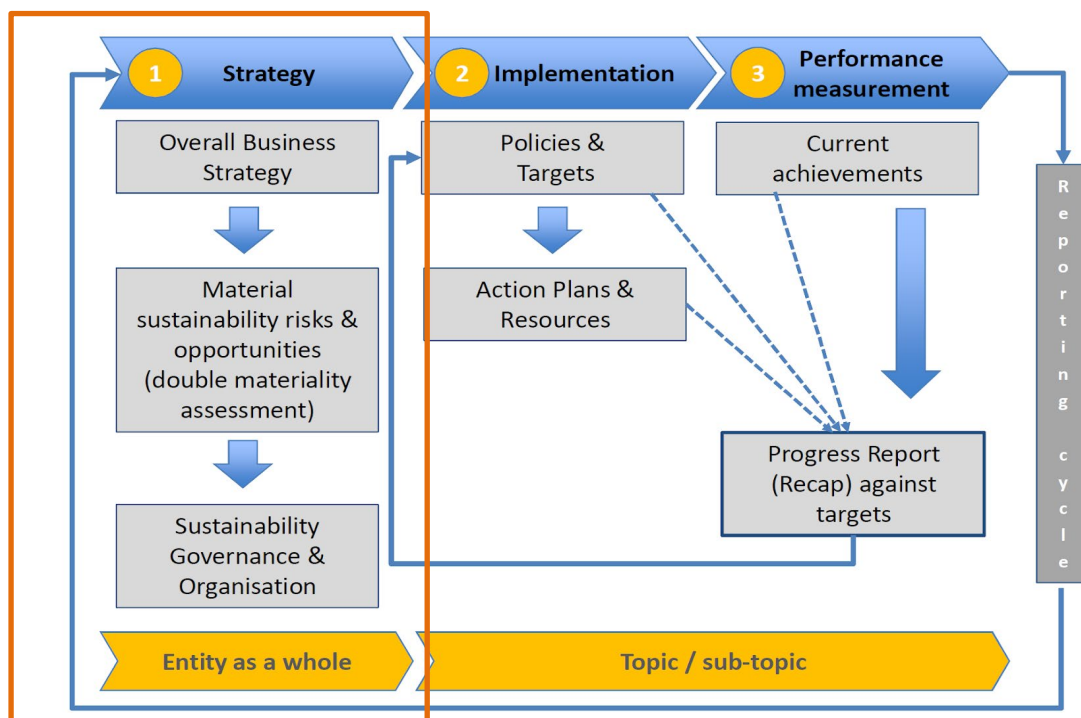 1
Strategy
2
Implementation
3
Performance
measurement
Overall Business
Strategy
Material
sustainability risks &
opportunities
(double materiality
assessment)
Sustainability
Governance &
Organisation
Policies &
Targets
Action Plans &
Resources
Current
achievements
Progress Report
(Recap) against
targets
Reporting cycle
Entity as a whole
Topic / sub-topic